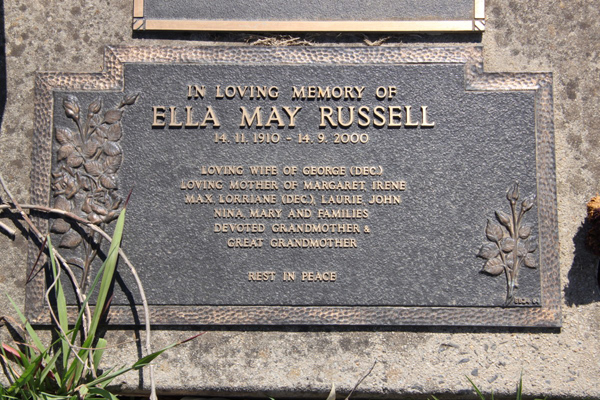 IN LOVING MEMORY OF
ELLA MAY RUSSELL
14. 11. 1910 - 14. 9. 2000
LOVING WIFE OF GEORGE (DEC.)
LOVING MOTHER OF MARGARET, IRENE
MAX, LORRIANE (DEC.), LAURIE, JOHN
NINA, MARY AND FAMILIES
DEVOTED GRANDMOTHER &
GREAT GRANDMOTHER
REST IN PEACE